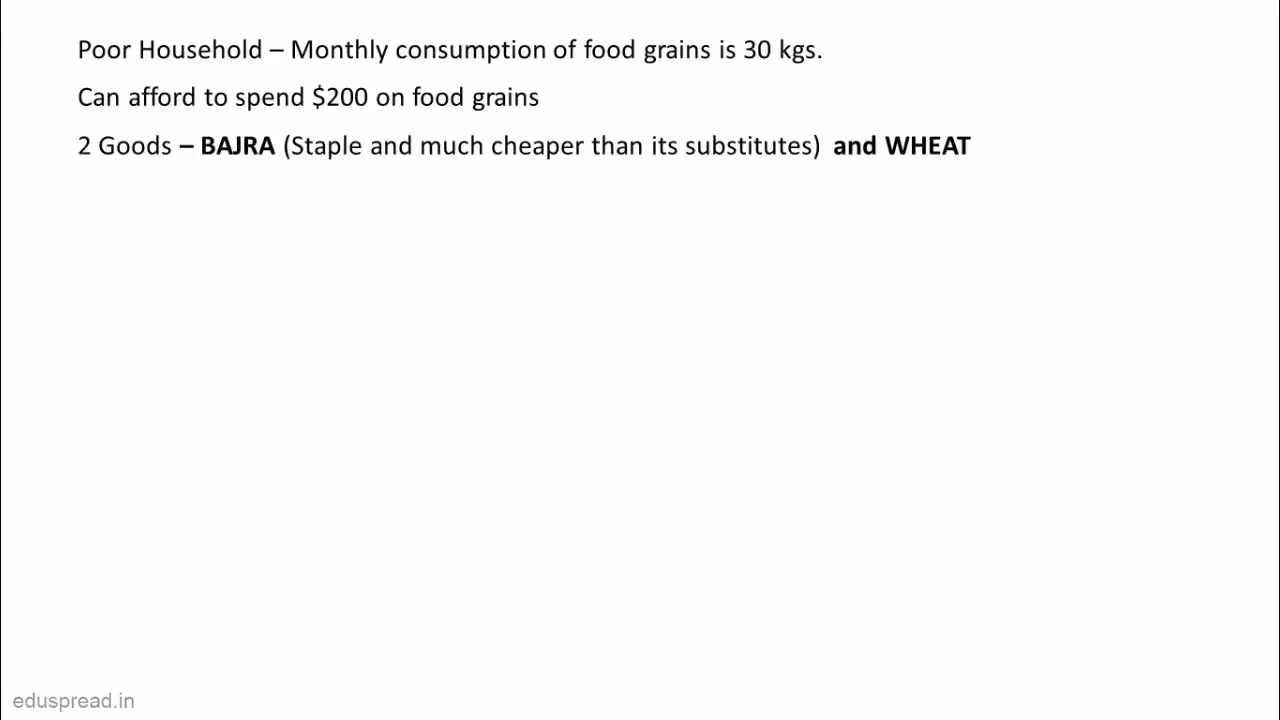 Poor Household – Monthly consumption of food grains is 30 kgs.
Can afford to spend $200 on food grains
2 Goods – BAJRA (Staple and much cheaper than its substitutes) and WHEAT
eduspread.in